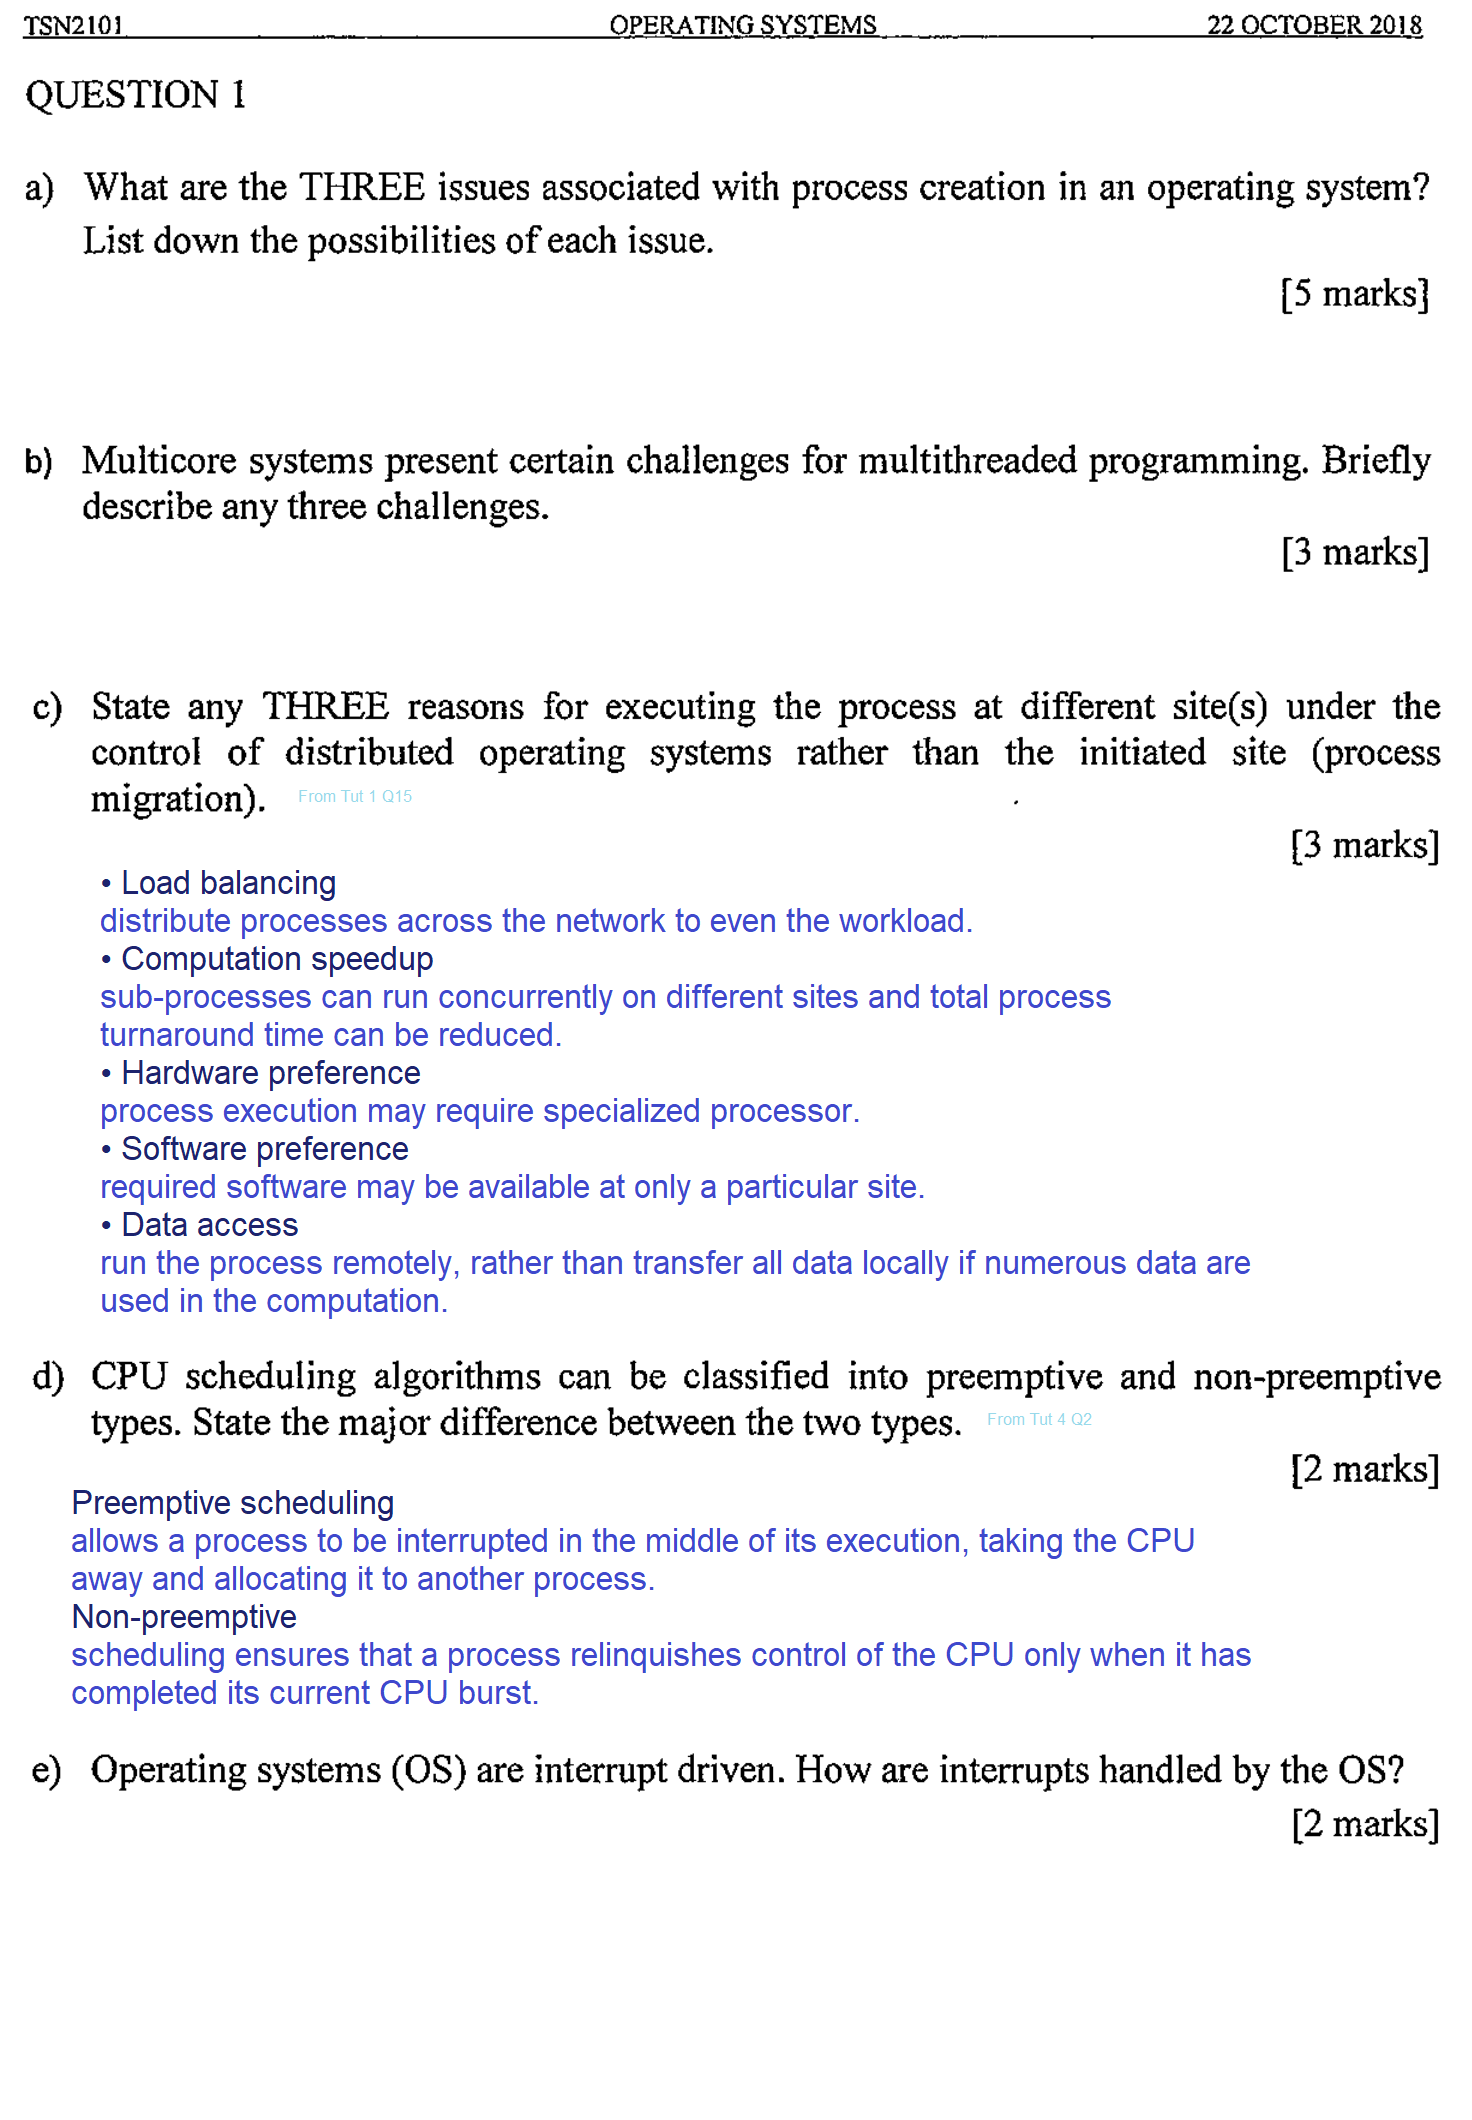 TSN2101 OPERATING SYSTEMS 22 OCTOBER 2018
QUESTION 1
a) What are the THREE issues associated with process creation in an operating system?
List down the possibilities of each issue.
[5 marks]
b) Multicore systems present certain challenges for multithreaded programming. Briefly
describe any three challenges.
[3 marks]
c) State any THREE reasons for executing the process at different site(s) under the
control of distributed operating systems rather than the initiated site (process
migration). From Tut 1 Q15
[3 marks]
• Load balancing
distribute processes across the network to even the workload.
• Computation speedup
sub-processes can run concurrently on different sites and total process
turnaround time can be reduced.
• Hardware preference
process execution may require specialized processor.
• Software preference
required software may be available at only a particular site.
• Data access
run the process remotely, rather than transfer all data locally if numerous data are
used in the computation.
d) CPU scheduling algorithms can be classified into preemptive and non-preemptive
types. State the major difference between the two types. From Tut 4 Q2
[2 marks]
Preemptive scheduling
allows a process to be interrupted in the middle of its execution, taking the CPU
away and allocating it to another process.
Non-preemptive
scheduling ensures that a process relinquishes control of the CPU only when it has
completed its current CPU burst.
e) Operating systems (OS) are interrupt driven. How are interrupts handled by the OS?
[2 marks]